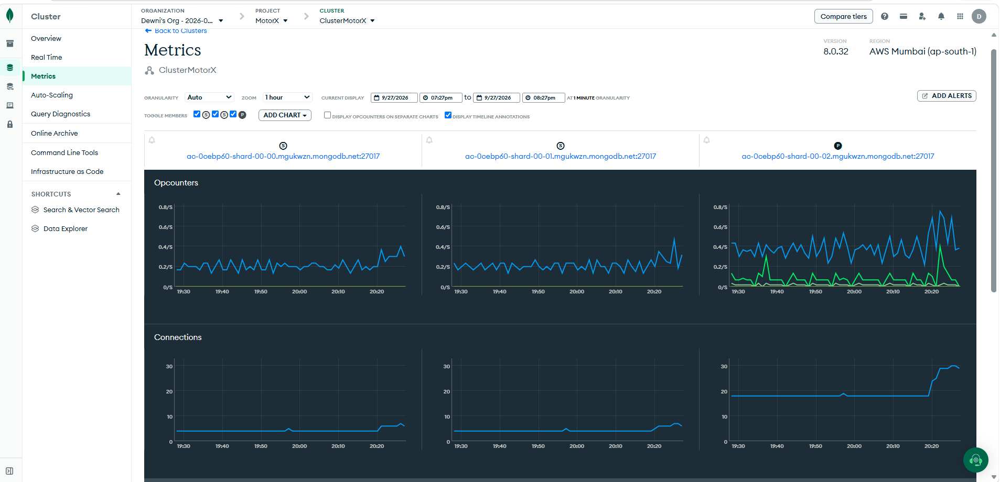 Cluster
ORGANIZATION
Dewni's Org - 2026-0...
PROJECT
MotorX
CLUSTER
ClusterMotorX
Compare tiers
D
Overview
Real Time
Metrics
Auto-Scaling
Query Diagnostics
Online Archive
Command Line Tools
Infrastructure as Code
SHORTCUTS
Search & Vector Search
Data Explorer
Back to Clusters
Metrics
ClusterMotorX
VERSION
8.0.32
REGION
AWS Mumbai (ap-south-1)
GRANULARITY Auto ZOOM 1 hour CURRENT DISPLAY 9/27/2026 07:27pm to 9/27/2026 08:27pm AT 1 MINUTE GRANULARITY
ADD ALERTS
TOGGLE MEMBERS S S P ADD CHART DISPLAY OPCOUNTERS ON SEPARATE CHARTS DISPLAY TIMELINE ANNOTATIONS
S
ac-0cebp60-shard-00-00.mgukwzn.mongodb.net:27017
S
ac-0cebp60-shard-00-01.mgukwzn.mongodb.net:27017
P
ac-0cebp60-shard-00-02.mgukwzn.mongodb.net:27017
Opcounters
0.8/S
0.6/S
0.4/S
0.2/S
0/S
19:30 19:40 19:50 20:00 20:10 20:20
0.8/S
0.6/S
0.4/S
0.2/S
0/S
19:30 19:40 19:50 20:00 20:10 20:20
0.8/S
0.6/S
0.4/S
0.2/S
0/S
19:30 19:40 19:50 20:00 20:10 20:20
Connections
30
20
10
0
19:30 19:40 19:50 20:00 20:10 20:20
30
20
10
0
19:30 19:40 19:50 20:00 20:10 20:20
30
20
10
0
19:30 19:40 19:50 20:00 20:10 20:20